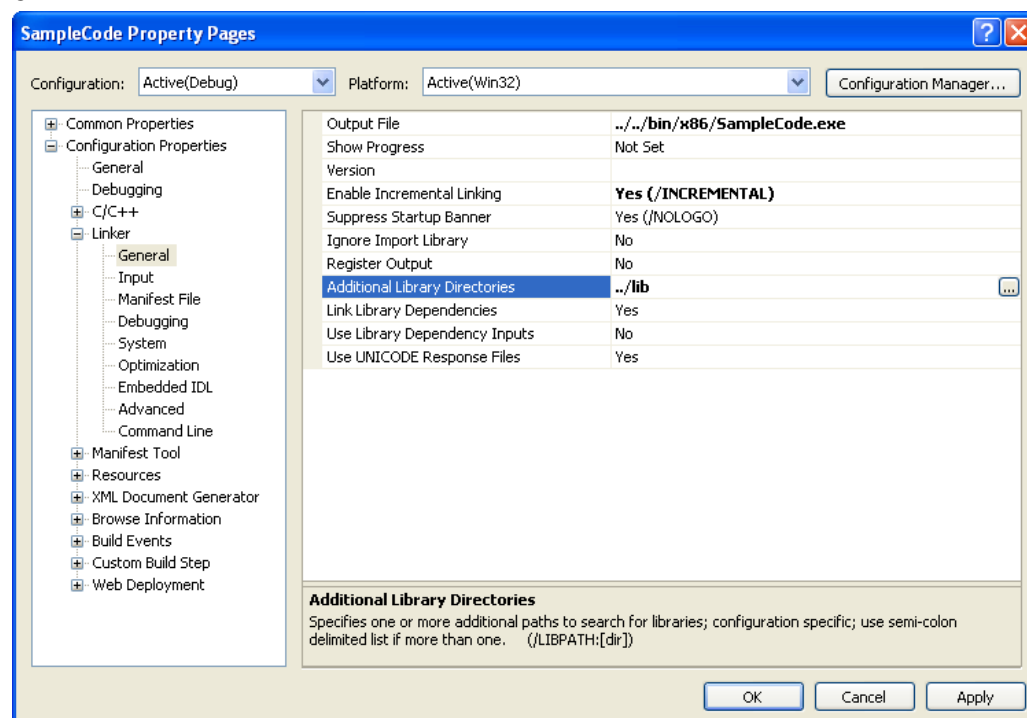 SampleCode Property Pages
Configuration: Active(Debug) Platform: Active(Win32) Configuration Manager...
Common Properties
Configuration Properties
General
Debugging
C/C++
Linker
General
Input
Manifest File
Debugging
System
Optimization
Embedded IDL
Advanced
Command Line
Manifest Tool
Resources
XML Document Generator
Browse Information
Build Events
Custom Build Step
Web Deployment
Output File ../../bin/x86/SampleCode.exe
Show Progress Not Set
Version
Enable Incremental Linking Yes (/INCREMENTAL)
Suppress Startup Banner Yes (/NOLOGO)
Ignore Import Library No
Register Output No
Additional Library Directories ../lib ...
Link Library Dependencies Yes
Use Library Dependency Inputs No
Use UNICODE Response Files Yes
Additional Library Directories
Specifies one or more additional paths to search for libraries; configuration specific; use semi-colon
delimited list if more than one. (/LIBPATH:[dir])
OK Cancel Apply